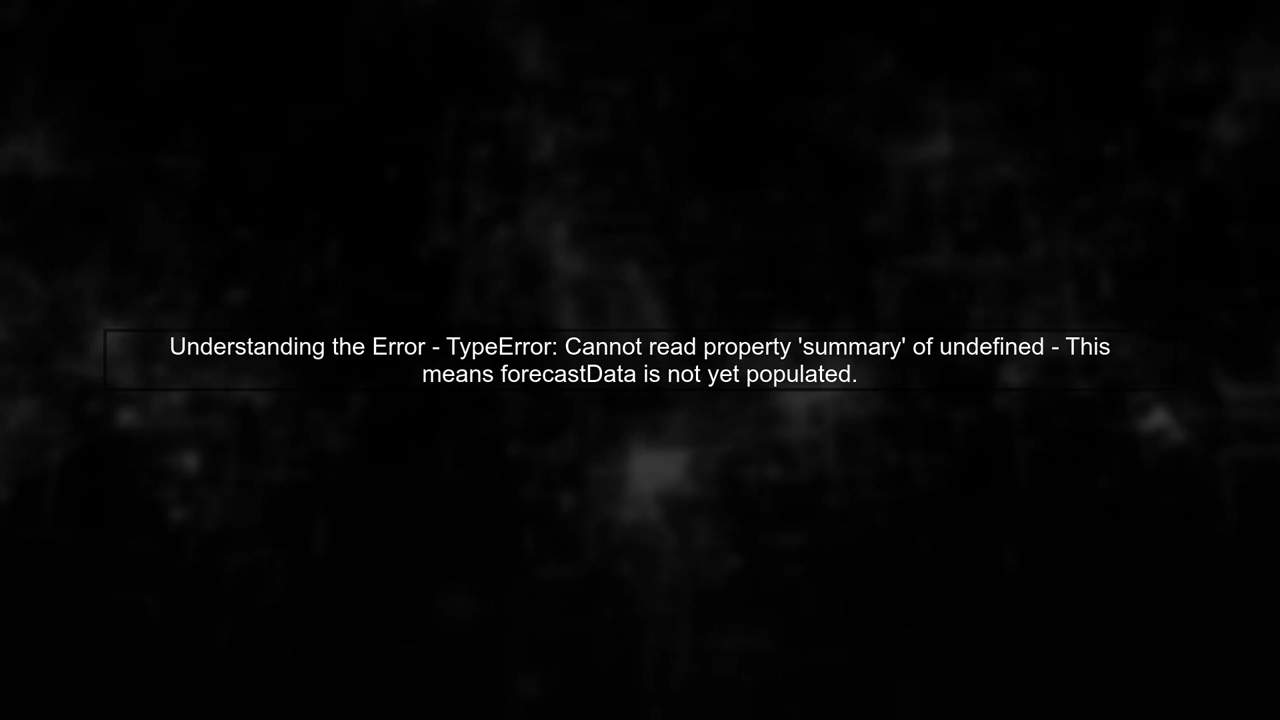 Understanding the Error - TypeError: Cannot read property 'summary' of undefined - This
means forecastData is not yet populated.